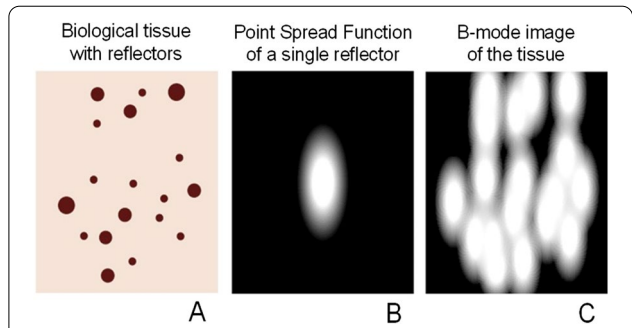 Biological tissue
with reflectors
Point Spread Function
of a single reflector
B-mode image
of the tissue
A
B
C